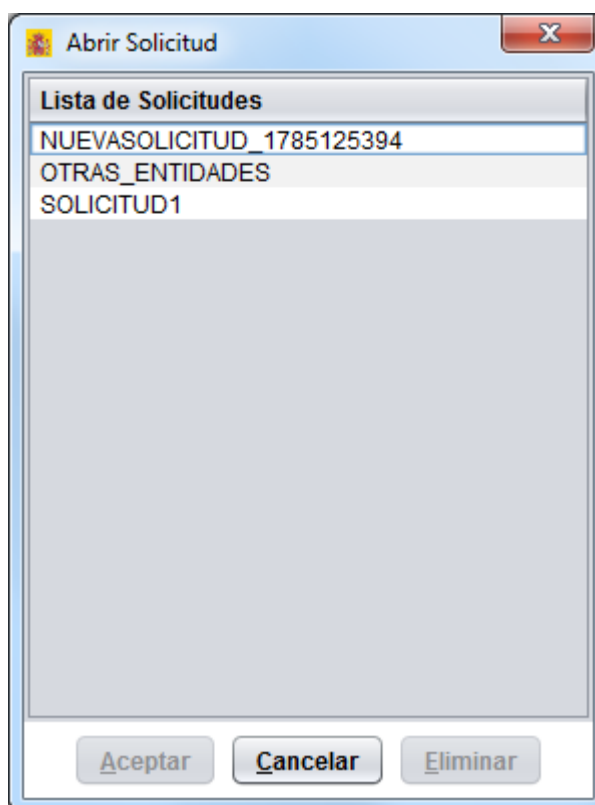 Abrir Solicitud
Lista de Solicitudes
NUEVASOLICITUD_1785125394
OTRAS_ENTIDADES
SOLICITUD1
Aceptar Cancelar Eliminar